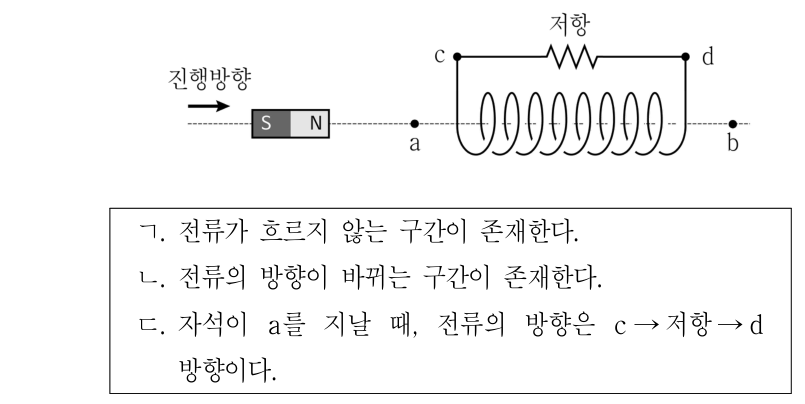 저항
c
d
진행방향
S N
a
b
ㄱ. 전류가 흐르지 않는 구간이 존재한다.
ㄴ. 전류의 방향이 바뀌는 구간이 존재한다.
ㄷ. 자석이 a를 지날 때, 전류의 방향은 c → 저항 → d
방향이다.